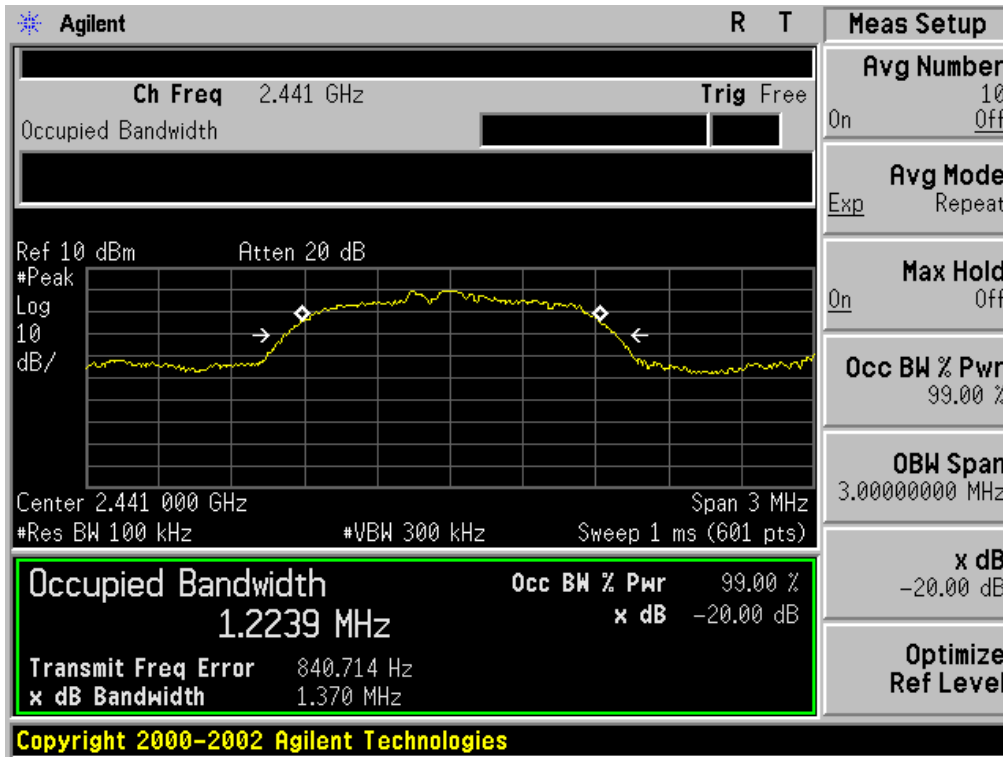 Agilent R T
Ch Freq 2.441 GHz Trig Free
Occupied Bandwidth
Ref 10 dBm Atten 20 dB
#Peak
Log
10
dB/
Center 2.441 000 GHz Span 3 MHz
#Res BW 100 kHz #VBW 300 kHz Sweep 1 ms (601 pts)
Occupied Bandwidth
1.2239 MHz
Occ BW % Pwr 99.00 %
x dB -20.00 dB
Transmit Freq Error 840.714 Hz
x dB Bandwidth 1.370 MHz
Copyright 2000-2002 Agilent Technologies
Meas Setup
Avg Number
10
On Off
Avg Mode
Exp Repeat
Max Hold
On Off
Occ BW % Pwr
99.00 %
OBW Span
3.00000000 MHz
x dB
-20.00 dB
Optimize
Ref Level